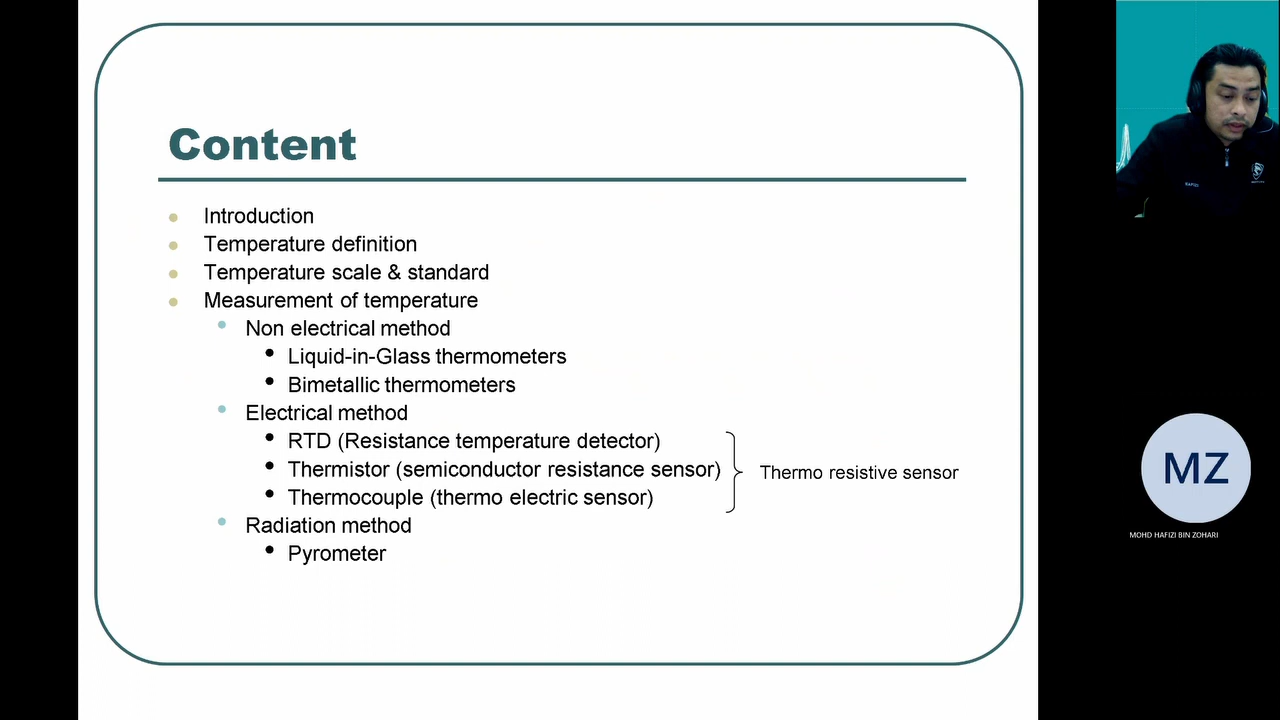 Content
Introduction
Temperature definition
Temperature scale & standard
Measurement of temperature
Non electrical method
Liquid-in-Glass thermometers
Bimetallic thermometers
Electrical method
RTD (Resistance temperature detector)
Thermistor (semiconductor resistance sensor)
Thermocouple (thermo electric sensor)
Thermo resistive sensor
Radiation method
Pyrometer
MZ
MOHD HAFIZI BIN ZOHARI